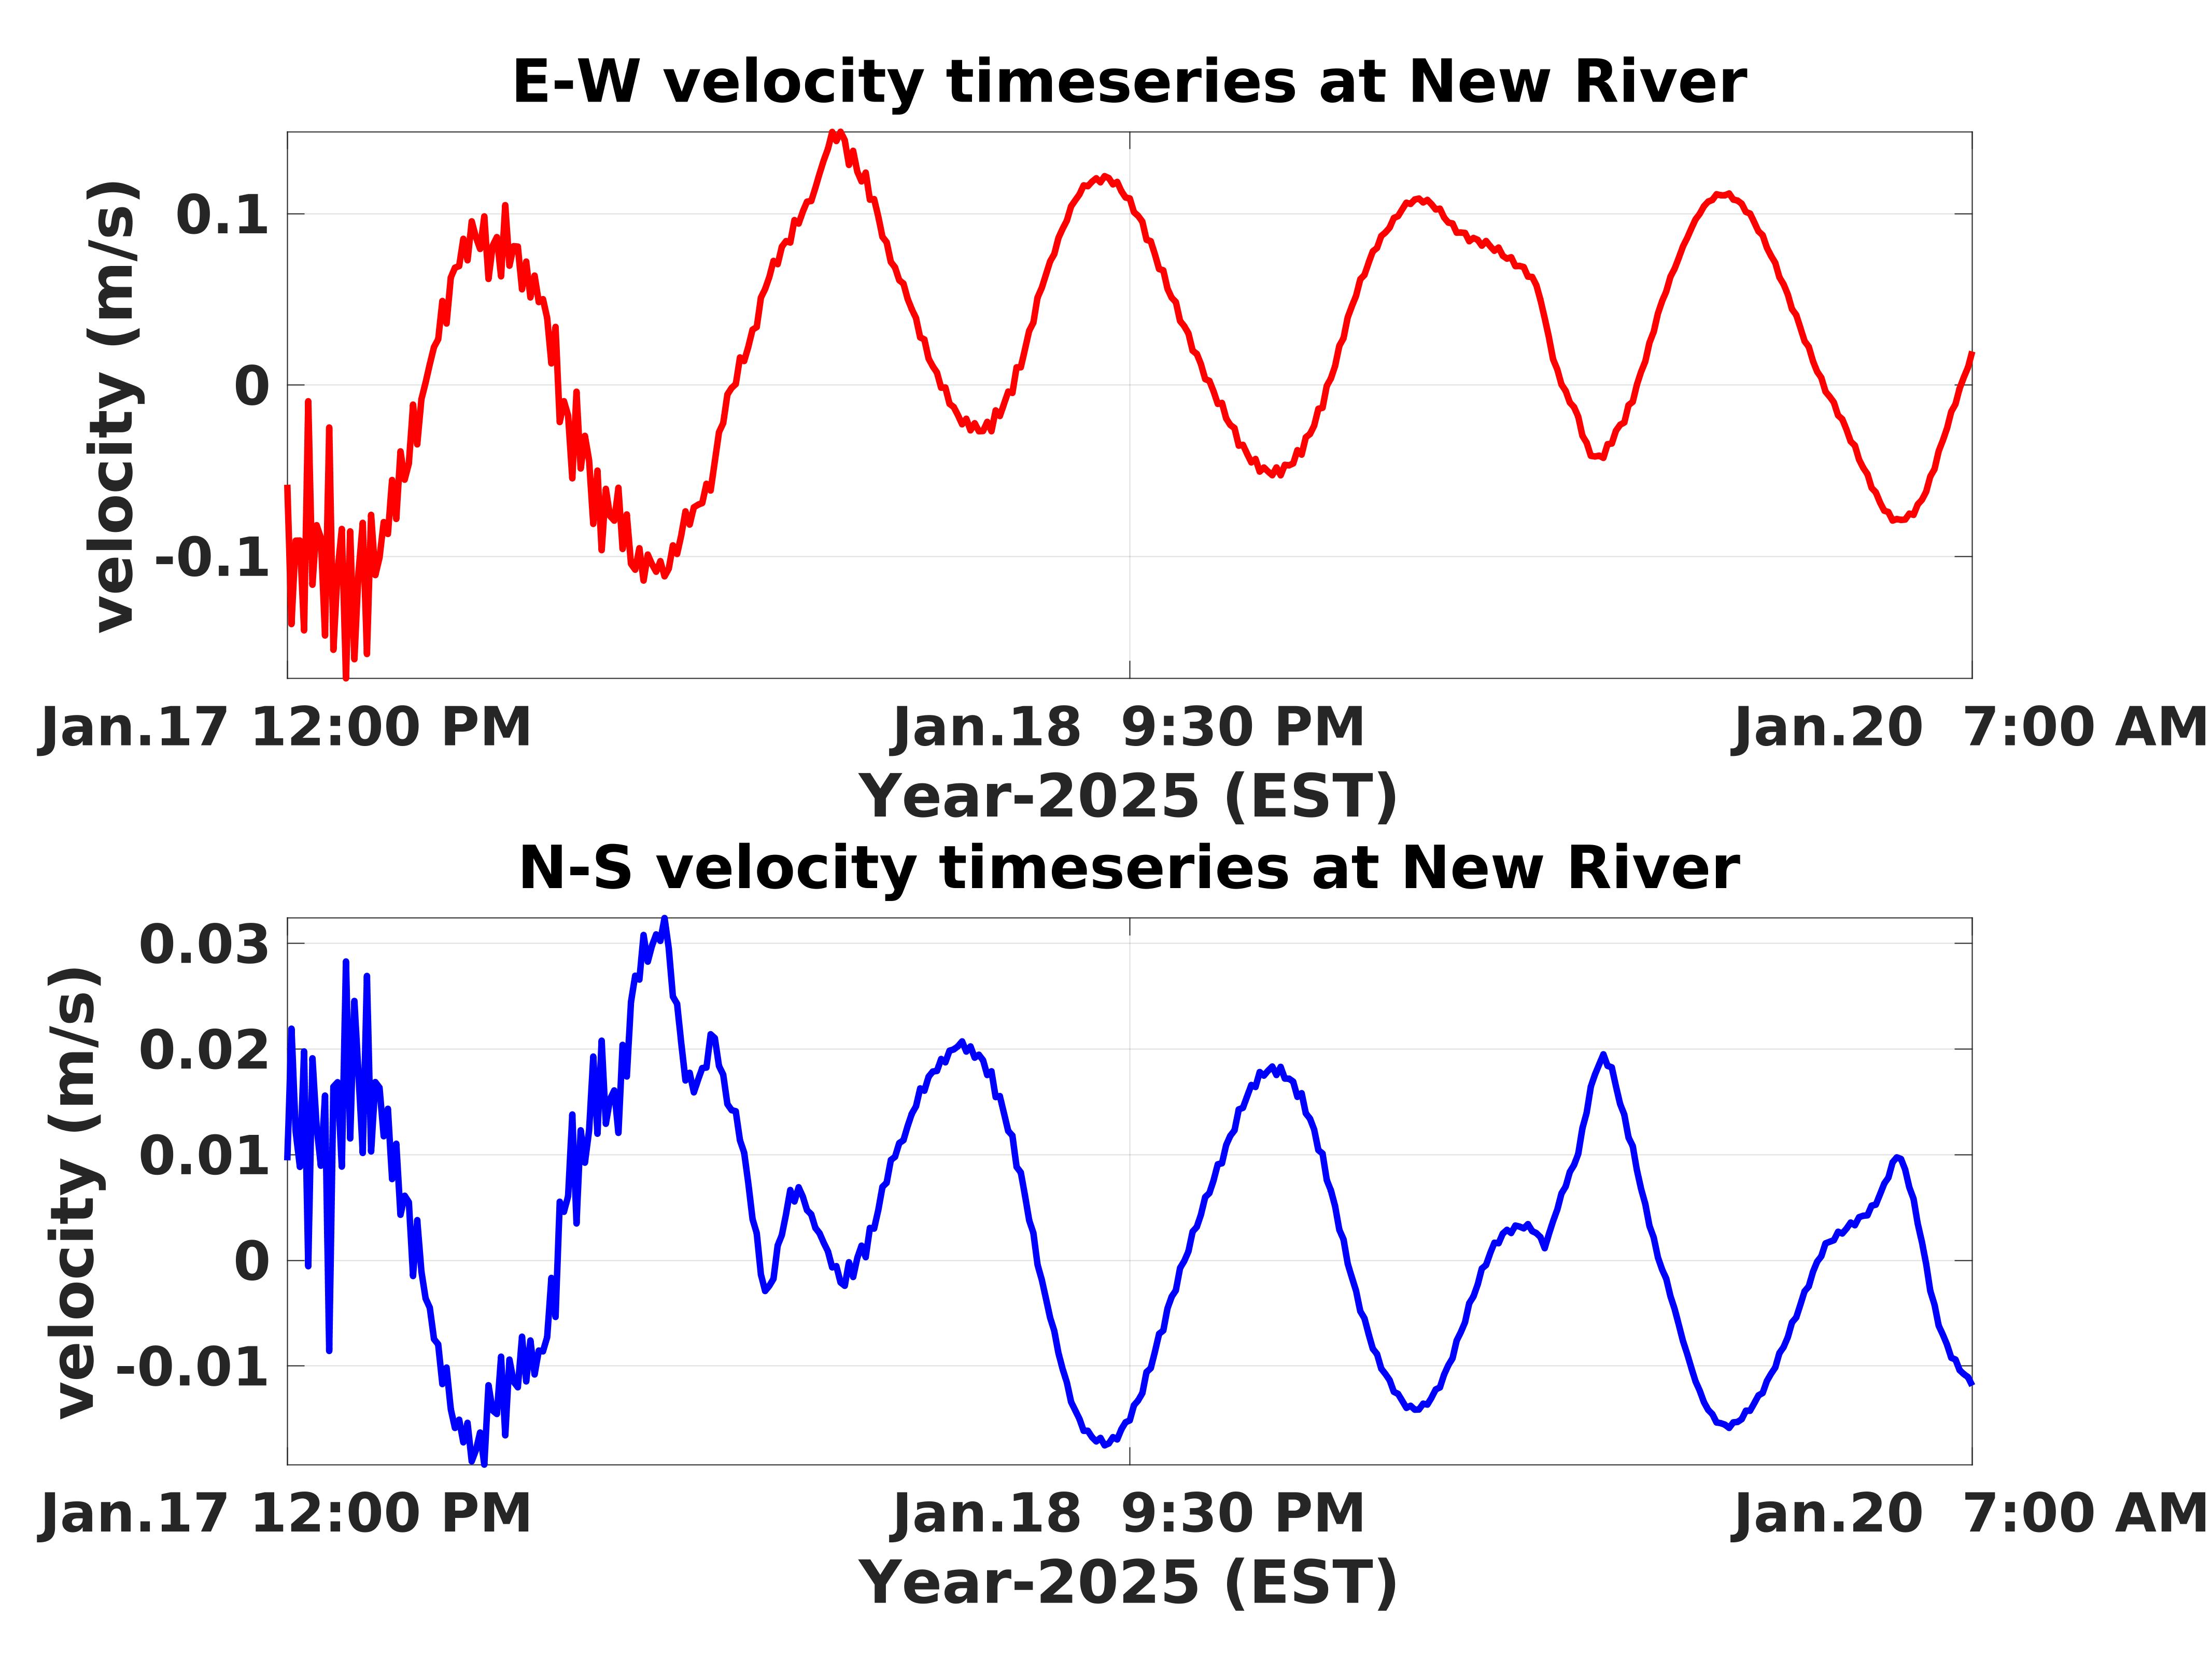 E-W velocity timeseries at New River
velocity (m/s)
0.1
0
-0.1
Jan.17 12:00 PM
Jan.18  9:30 PM
Jan.20  7:00 AM
Year-2025 (EST)
N-S velocity timeseries at New River
velocity (m/s)
0.03
0.02
0.01
0
-0.01
Jan.17 12:00 PM
Jan.18  9:30 PM
Jan.20  7:00 AM
Year-2025 (EST)